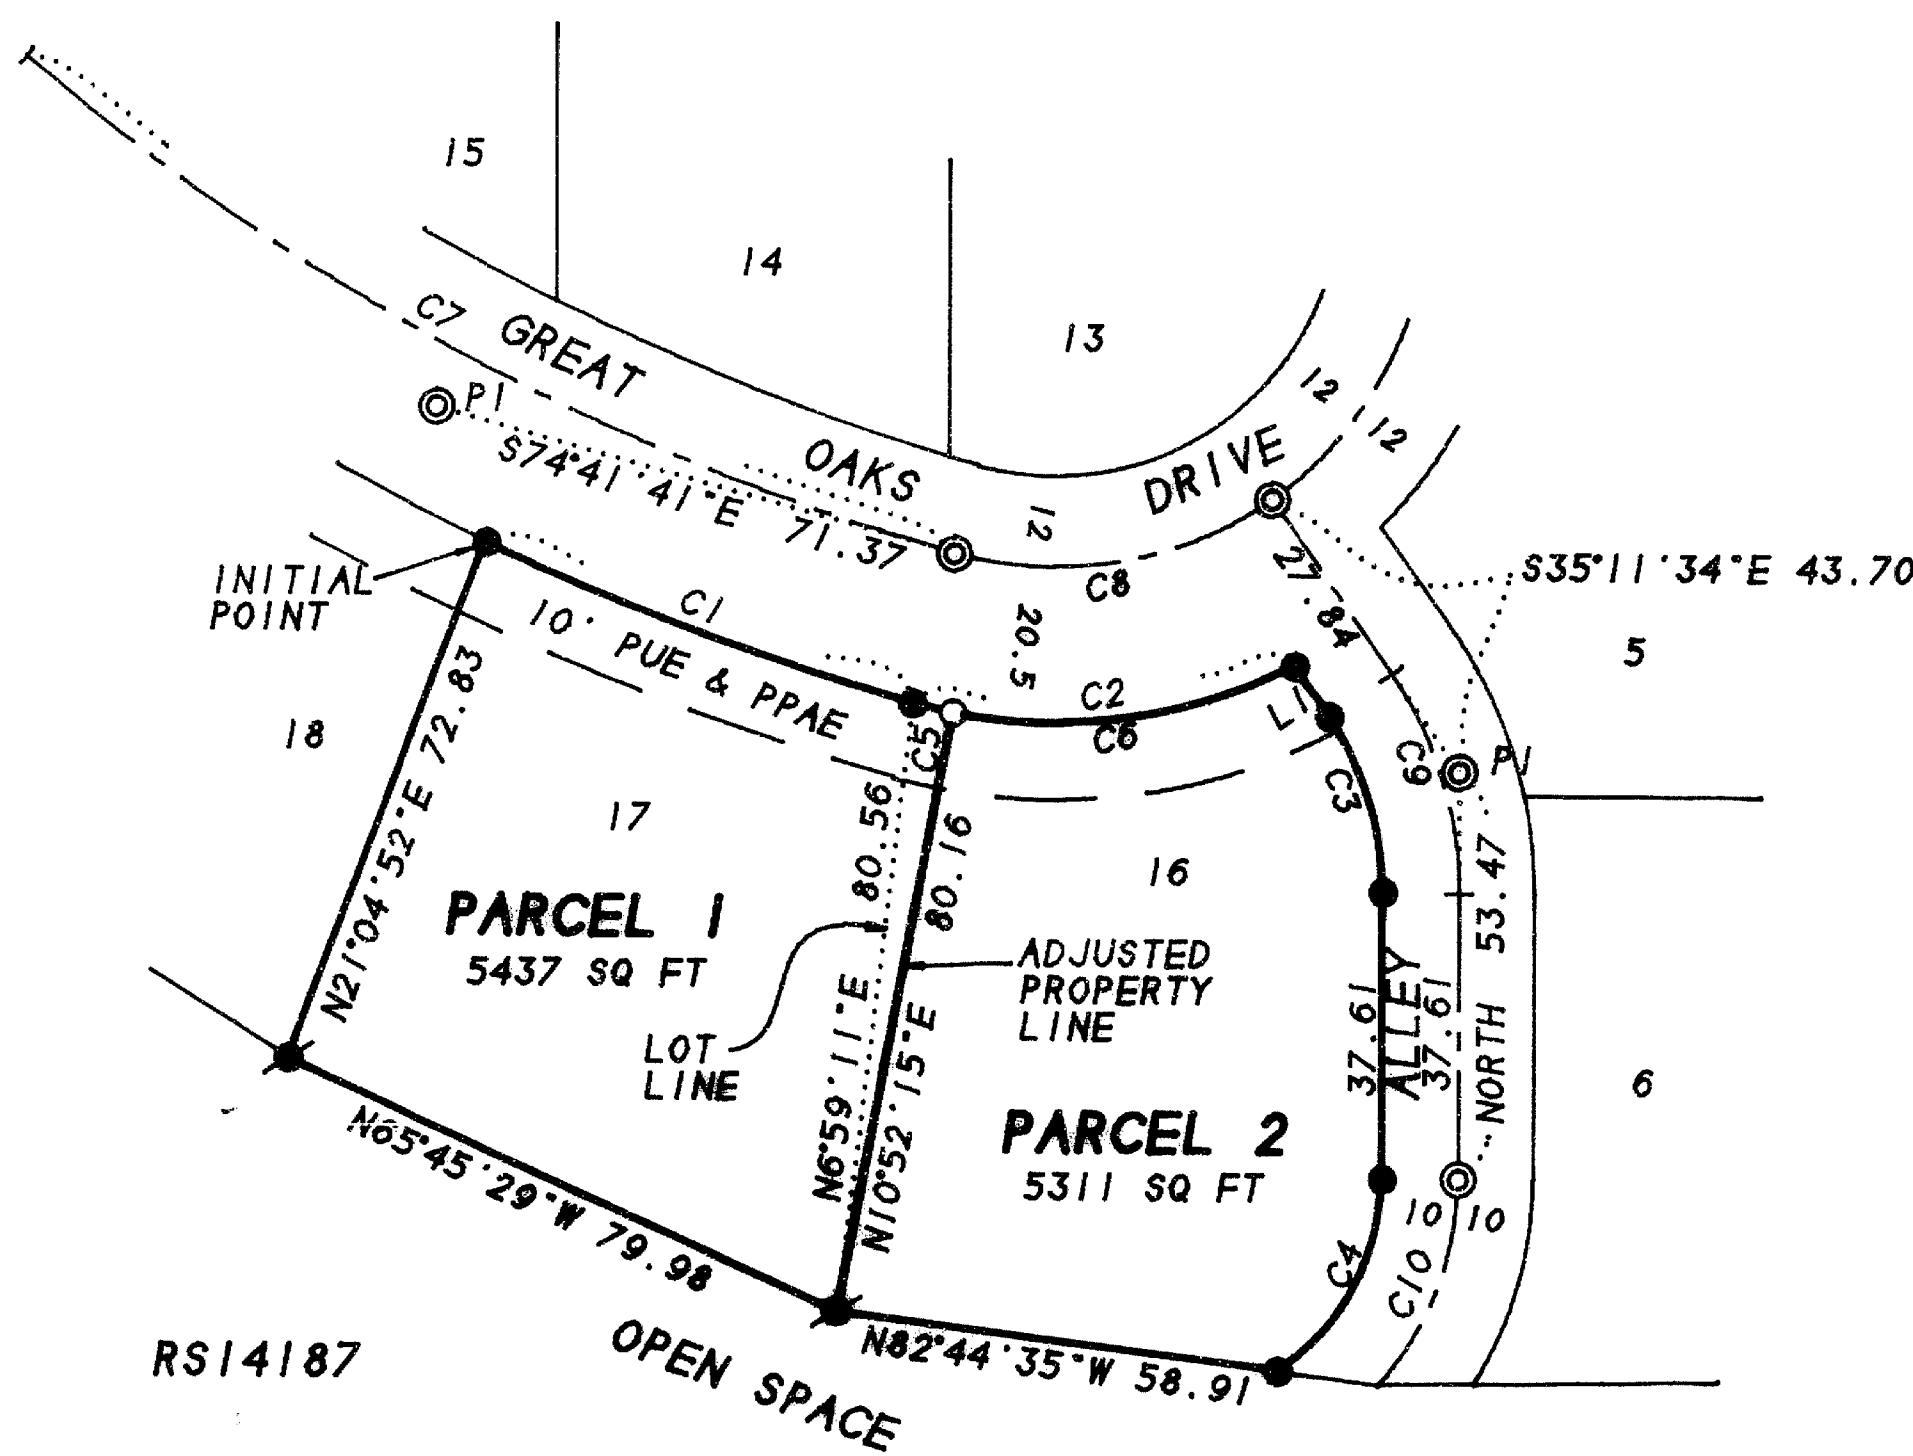 15
14
13
C7
GREAT
OAKS
DRIVE
12
12
12
PI
S74°41'41"E 71.37
C8
27.84
S35°11'34"E 43.70
5
INITIAL
POINT
C1
10' PUE & PPAE
20.5
C2
C6
L1
C5
C3
C9
PI
18
N21°04'52"E 72.83
17
80.56
80.16
16
53.47
PARCEL 1
5437 SQ FT
ADJUSTED
PROPERTY
LINE
LOT
LINE
N6°59'11"E
N10°52'15"E
37.61
ALLEY
37.61
NORTH
6
PARCEL 2
5311 SQ FT
10
10
C4
C10
N65°45'29"W 79.98
N82°44'35"W 58.91
OPEN SPACE
RS14187